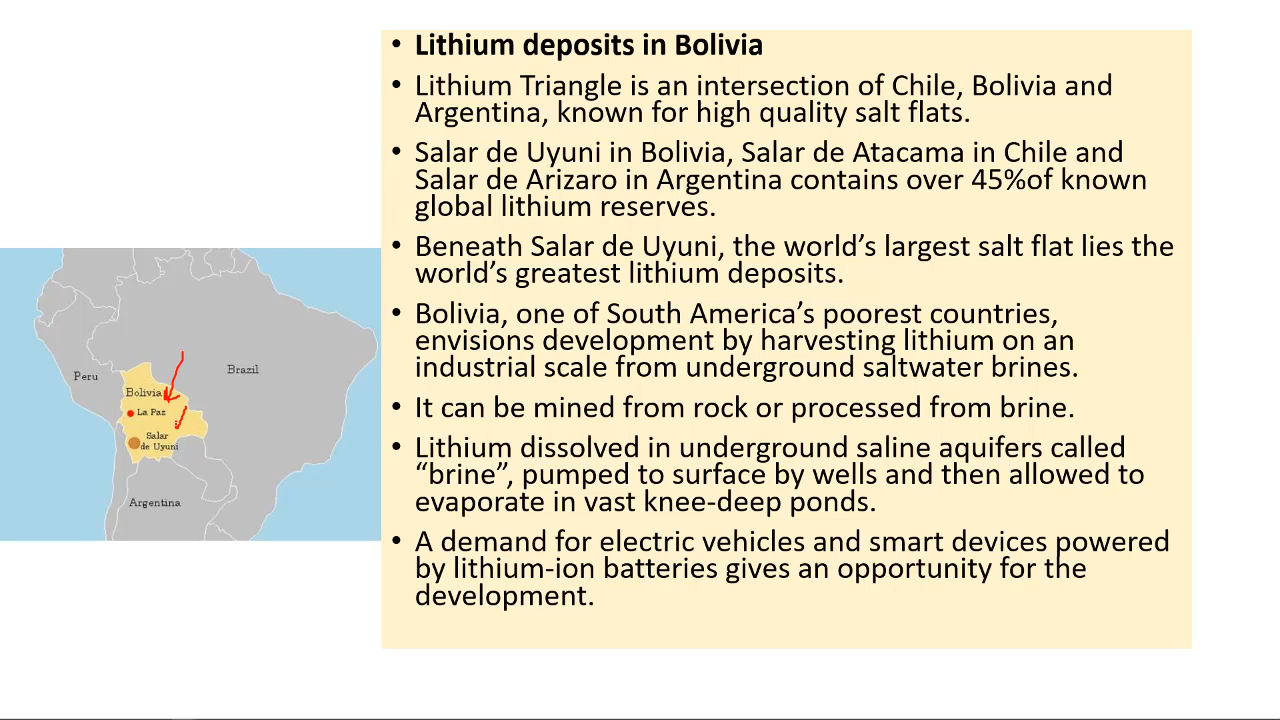 • Lithium deposits in Bolivia
• Lithium Triangle is an intersection of Chile, Bolivia and
Argentina, known for high quality salt flats.
• Salar de Uyuni in Bolivia, Salar de Atacama in Chile and
Salar de Arizaro in Argentina contains over 45%of known
global lithium reserves.
• Beneath Salar de Uyuni, the world’s largest salt flat lies the
world’s greatest lithium deposits.
• Bolivia, one of South America’s poorest countries,
envisions development by harvesting lithium on an
industrial scale from underground saltwater brines.
• It can be mined from rock or processed from brine.
• Lithium dissolved in underground saline aquifers called
“brine”, pumped to surface by wells and then allowed to
evaporate in vast knee-deep ponds.
• A demand for electric vehicles and smart devices powered
by lithium-ion batteries gives an opportunity for the
development.
Peru
Brazil
Bolivia
La Paz
Salar
de Uyuni
Argentina